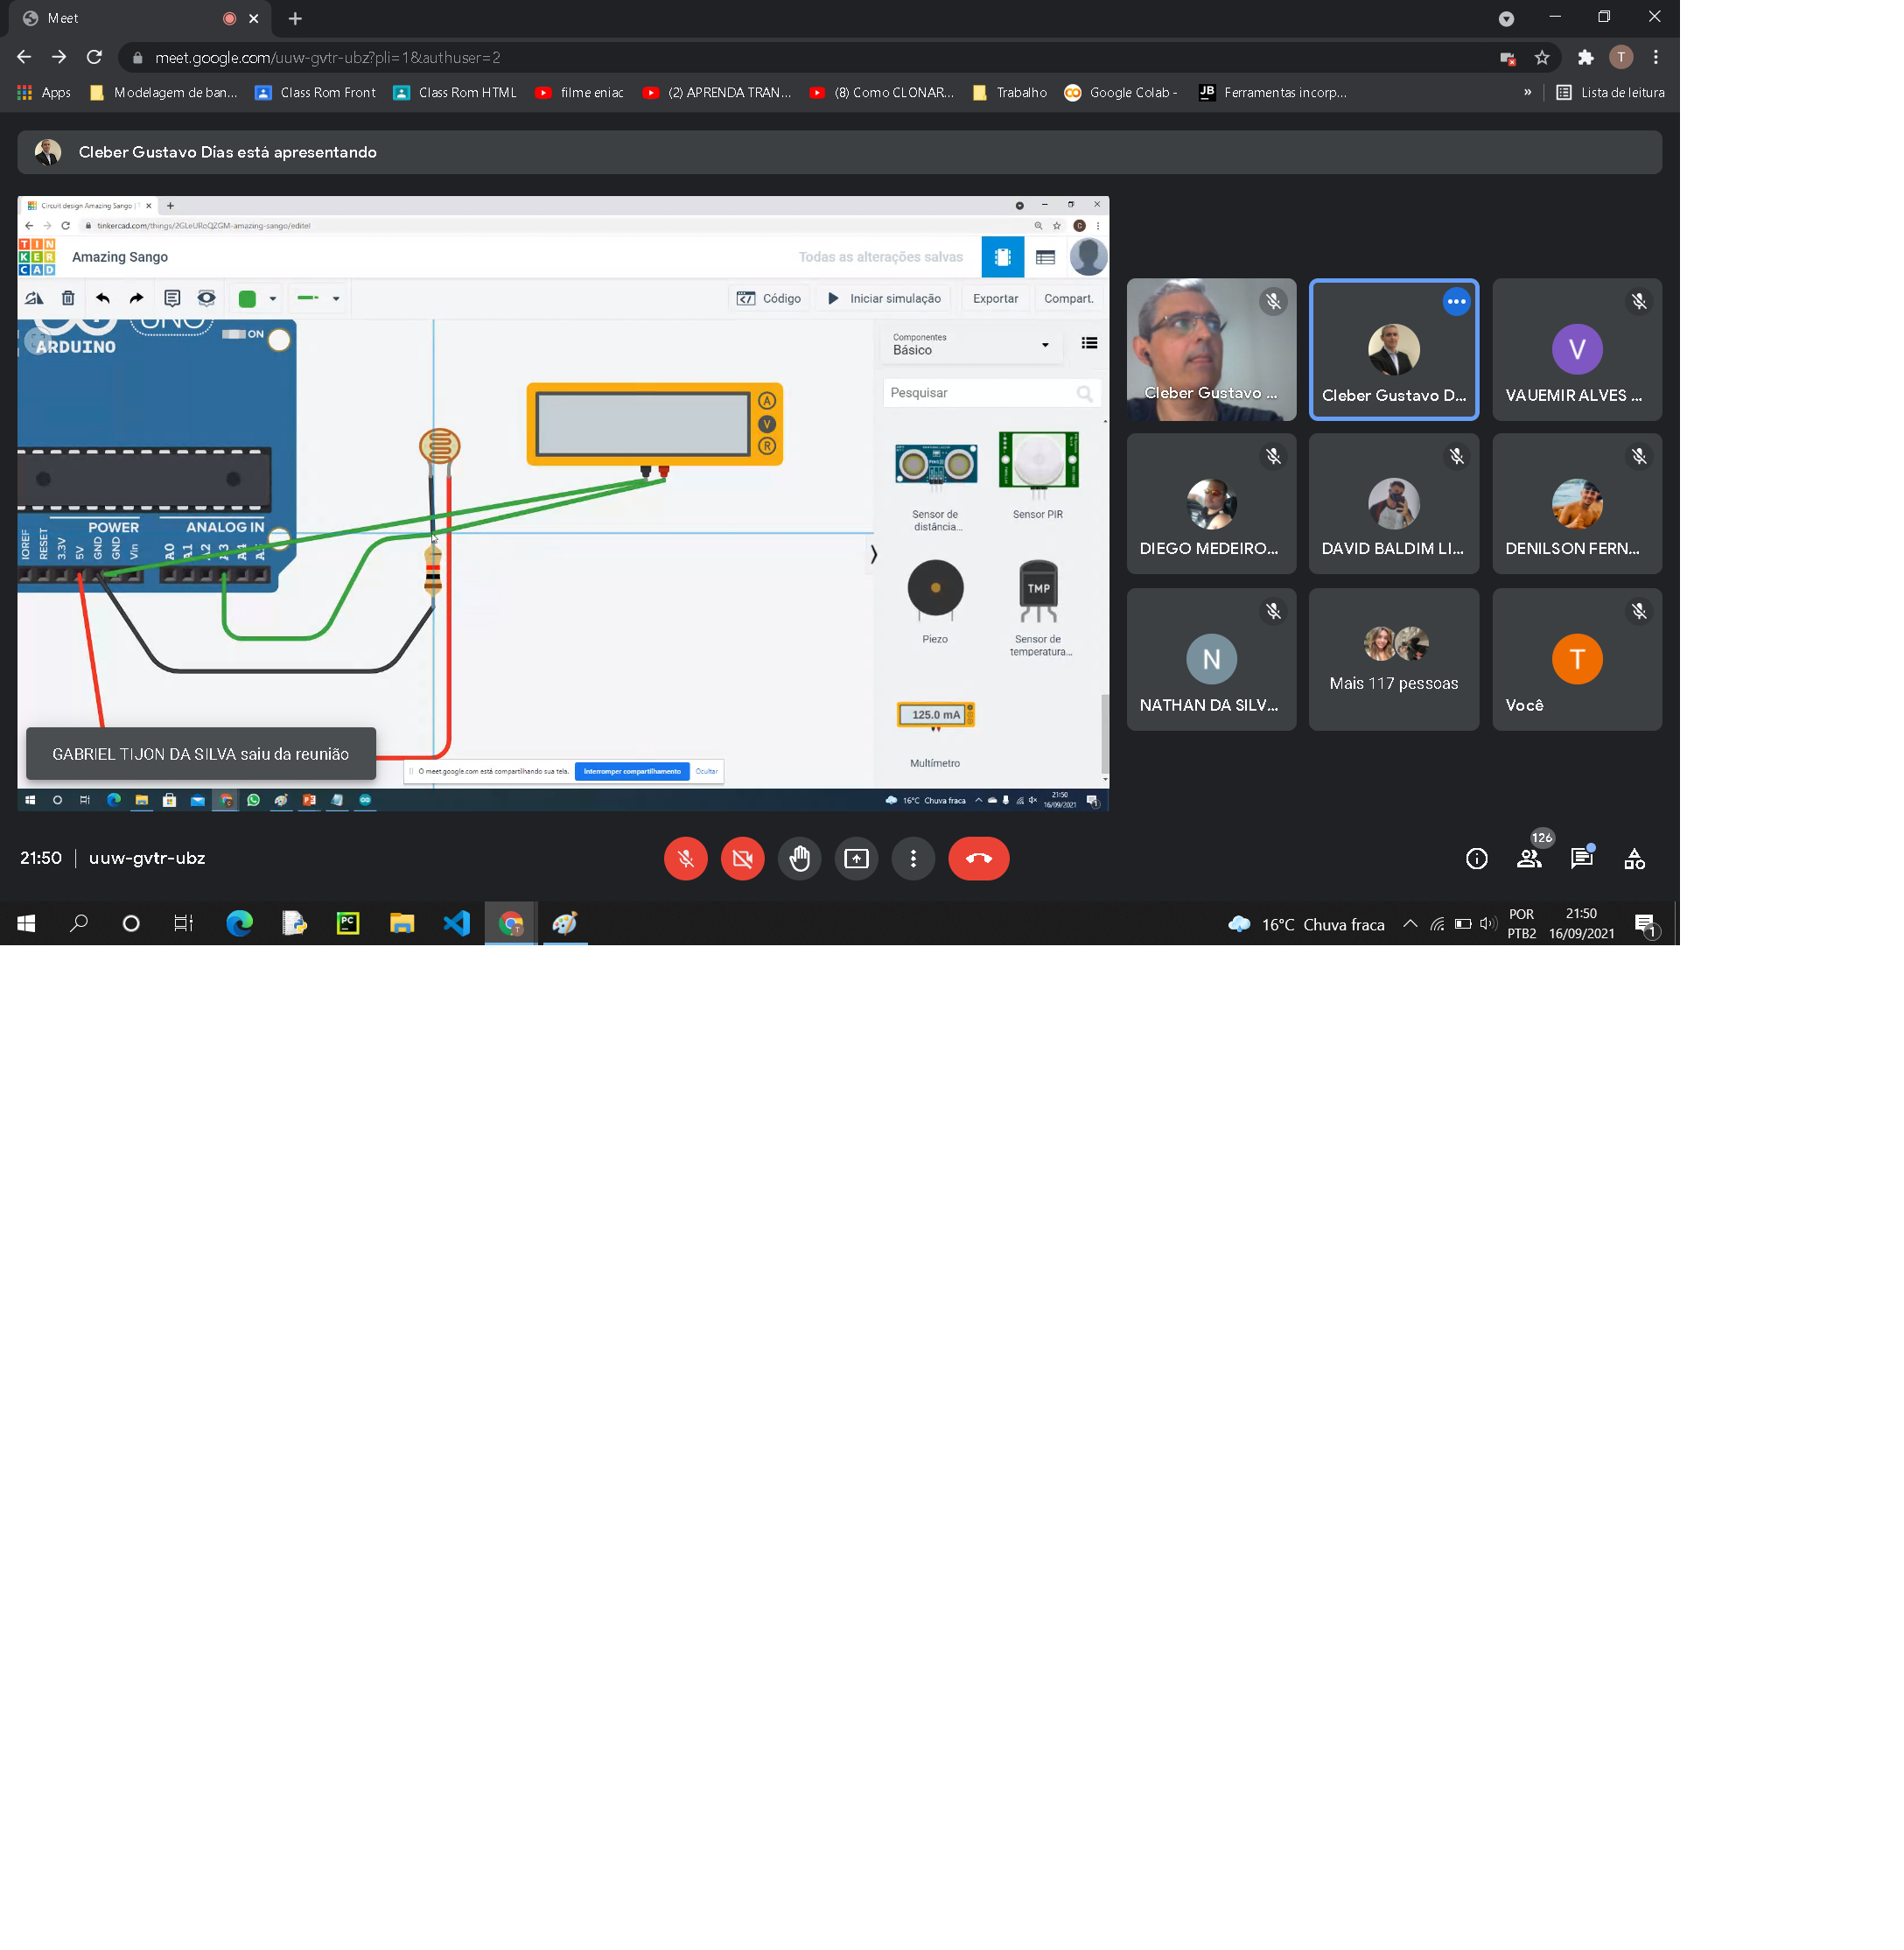 Meet
meet.google.com/uuw-gvtr-ubz?pli=1&authuser=2
T
Apps
Modelagem de ban...
Class Rom Front
Class Rom HTML
filme eniac
(2) APRENDA TRAN...
(8) Como CLONAR...
Trabalho
Google Colab -
JB
Ferramentas incorp...
»
Lista de leitura
Cleber Gustavo Dias está apresentando
Circuit design Amazing Sango |
tinkercad.com/things/2GLeURoQZGM-amazing-sango/editel
TIN
KER
CAD
Amazing Sango
Todas as alterações salvas
Código
Iniciar simulação
Exportar
Compart.
UNO
ARDUINO
ON
POWER
ANALOG IN
IOREF
RESET
3.3V
5V
GND
GND
Vin
A0
A1
A2
A3
A4
A
V
R
Componentes
Básico
Pesquisar
Sensor de
distância...
Sensor PIR
TMP
Piezo
Sensor de
temperatura...
125.0 mA
Multímetro
GABRIEL TIJON DA SILVA saiu da reunião
O meet.google.com está compartilhando sua tela.
Interromper compartilhamento
Ocultar
16°C Chuva fraca
21:50
16/09/2021
Cleber Gustavo ...
Cleber Gustavo D...
V
VAUEMIR ALVES ...
DIEGO MEDEIRO...
DAVID BALDIM LI...
DENILSON FERN...
N
NATHAN DA SILV...
Mais 117 pessoas
T
Você
21:50
uuw-gvtr-ubz
126
PC
16°C Chuva fraca
POR
PTB2
21:50
16/09/2021
1